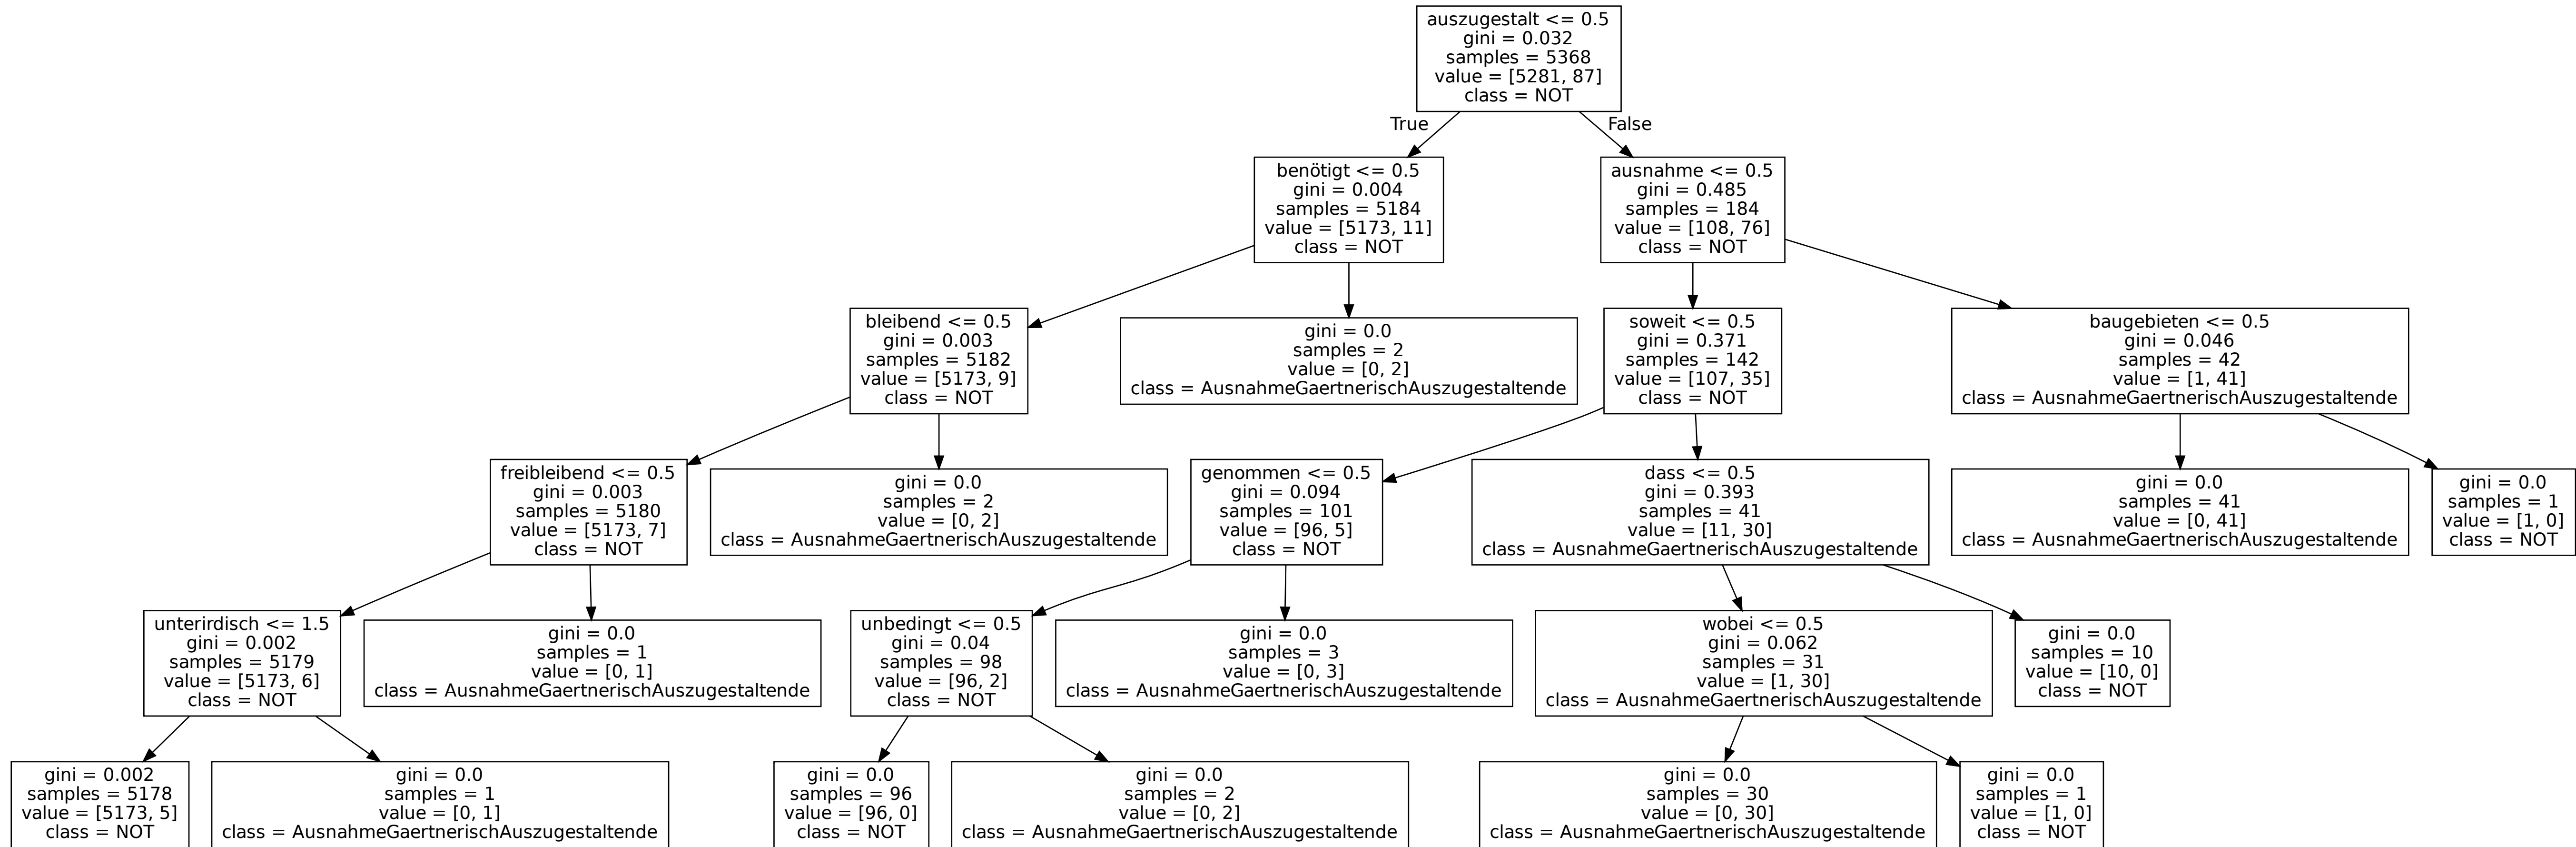 auszugestalt <= 0.5
gini = 0.032
samples = 5368
value = [5281, 87]
class = NOT
True
False
benötigt <= 0.5
gini = 0.004
samples = 5184
value = [5173, 11]
class = NOT
ausnahme <= 0.5
gini = 0.485
samples = 184
value = [108, 76]
class = NOT
bleibend <= 0.5
gini = 0.003
samples = 5182
value = [5173, 9]
class = NOT
gini = 0.0
samples = 2
value = [0, 2]
class = AusnahmeGaertnerischAuszugestaltende
soweit <= 0.5
gini = 0.371
samples = 142
value = [107, 35]
class = NOT
baugebieten <= 0.5
gini = 0.046
samples = 42
value = [1, 41]
class = AusnahmeGaertnerischAuszugestaltende
freibleibend <= 0.5
gini = 0.003
samples = 5180
value = [5173, 7]
class = NOT
gini = 0.0
samples = 2
value = [0, 2]
class = AusnahmeGaertnerischAuszugestaltende
genommen <= 0.5
gini = 0.094
samples = 101
value = [96, 5]
class = NOT
dass <= 0.5
gini = 0.393
samples = 41
value = [11, 30]
class = AusnahmeGaertnerischAuszugestaltende
gini = 0.0
samples = 41
value = [0, 41]
class = AusnahmeGaertnerischAuszugestaltende
gini = 0.0
samples = 1
value = [1, 0]
class = NOT
unterirdisch <= 1.5
gini = 0.002
samples = 5179
value = [5173, 6]
class = NOT
gini = 0.0
samples = 1
value = [0, 1]
class = AusnahmeGaertnerischAuszugestaltende
unbedingt <= 0.5
gini = 0.04
samples = 98
value = [96, 2]
class = NOT
gini = 0.0
samples = 3
value = [0, 3]
class = AusnahmeGaertnerischAuszugestaltende
wobei <= 0.5
gini = 0.062
samples = 31
value = [1, 30]
class = AusnahmeGaertnerischAuszugestaltende
gini = 0.0
samples = 10
value = [10, 0]
class = NOT
gini = 0.002
samples = 5178
value = [5173, 5]
class = NOT
gini = 0.0
samples = 1
value = [0, 1]
class = AusnahmeGaertnerischAuszugestaltende
gini = 0.0
samples = 96
value = [96, 0]
class = NOT
gini = 0.0
samples = 2
value = [0, 2]
class = AusnahmeGaertnerischAuszugestaltende
gini = 0.0
samples = 30
value = [0, 30]
class = AusnahmeGaertnerischAuszugestaltende
gini = 0.0
samples = 1
value = [1, 0]
class = NOT